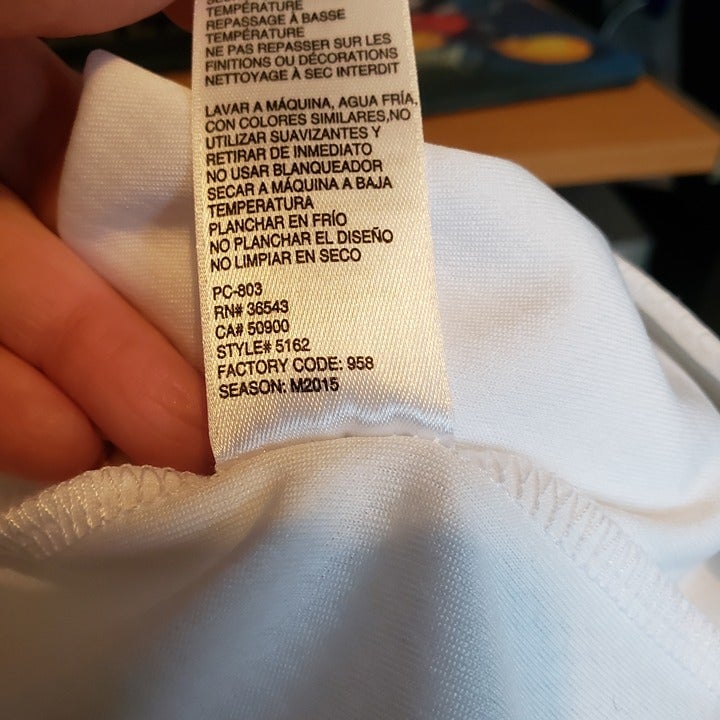 TEMPÉRATURE
REPASSAGE À BASSE
TEMPÉRATURE
NE PAS REPASSER SUR LES
FINITIONS OU DÉCORATIONS
NETTOYAGE À SEC INTERDIT
LAVAR A MÁQUINA, AGUA FRÍA,
CON COLORES SIMILARES,NO
UTILIZAR SUAVIZANTES Y
RETIRAR DE INMEDIATO
NO USAR BLANQUEADOR
SECAR A MÁQUINA A BAJA
TEMPERATURA
PLANCHAR EN FRÍO
NO PLANCHAR EL DISEÑO
NO LIMPIAR EN SECO
PC-803
RN# 36543
CA# 50900
STYLE# 5162
FACTORY CODE: 958
SEASON: M2015